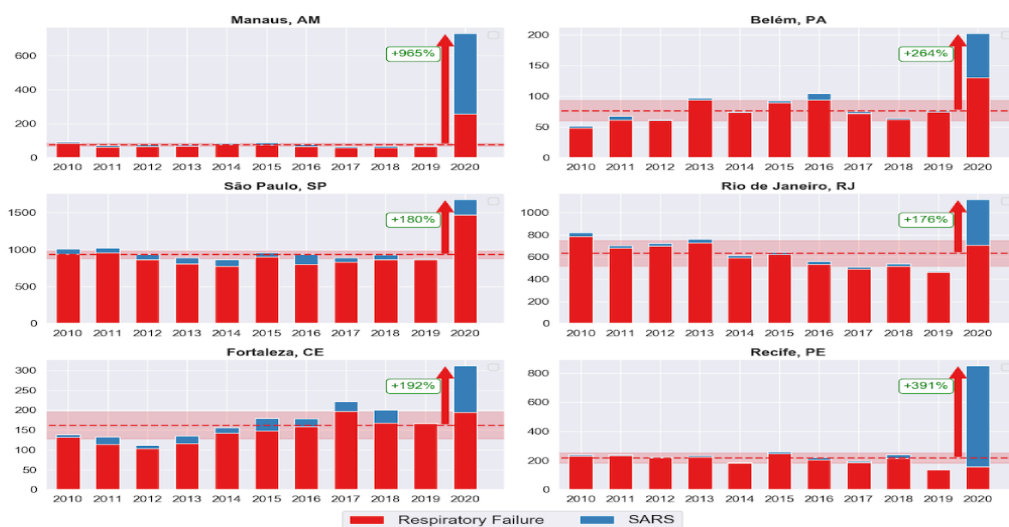 Manaus, AM
Belém, PA
600
400
200
0
+965%
2010 2011 2012 2013 2014 2015 2016 2017 2018 2019 2020
200
150
100
50
0
+264%
2010 2011 2012 2013 2014 2015 2016 2017 2018 2019 2020
São Paulo, SP
Rio de Janeiro, RJ
1500
1000
500
0
+180%
2010 2011 2012 2013 2014 2015 2016 2017 2018 2019 2020
1000
800
600
400
200
0
+176%
2010 2011 2012 2013 2014 2015 2016 2017 2018 2019 2020
Fortaleza, CE
Recife, PE
300
250
200
150
100
50
0
+192%
2010 2011 2012 2013 2014 2015 2016 2017 2018 2019 2020
800
600
400
200
0
+391%
2010 2011 2012 2013 2014 2015 2016 2017 2018 2019 2020
Respiratory Failure SARS